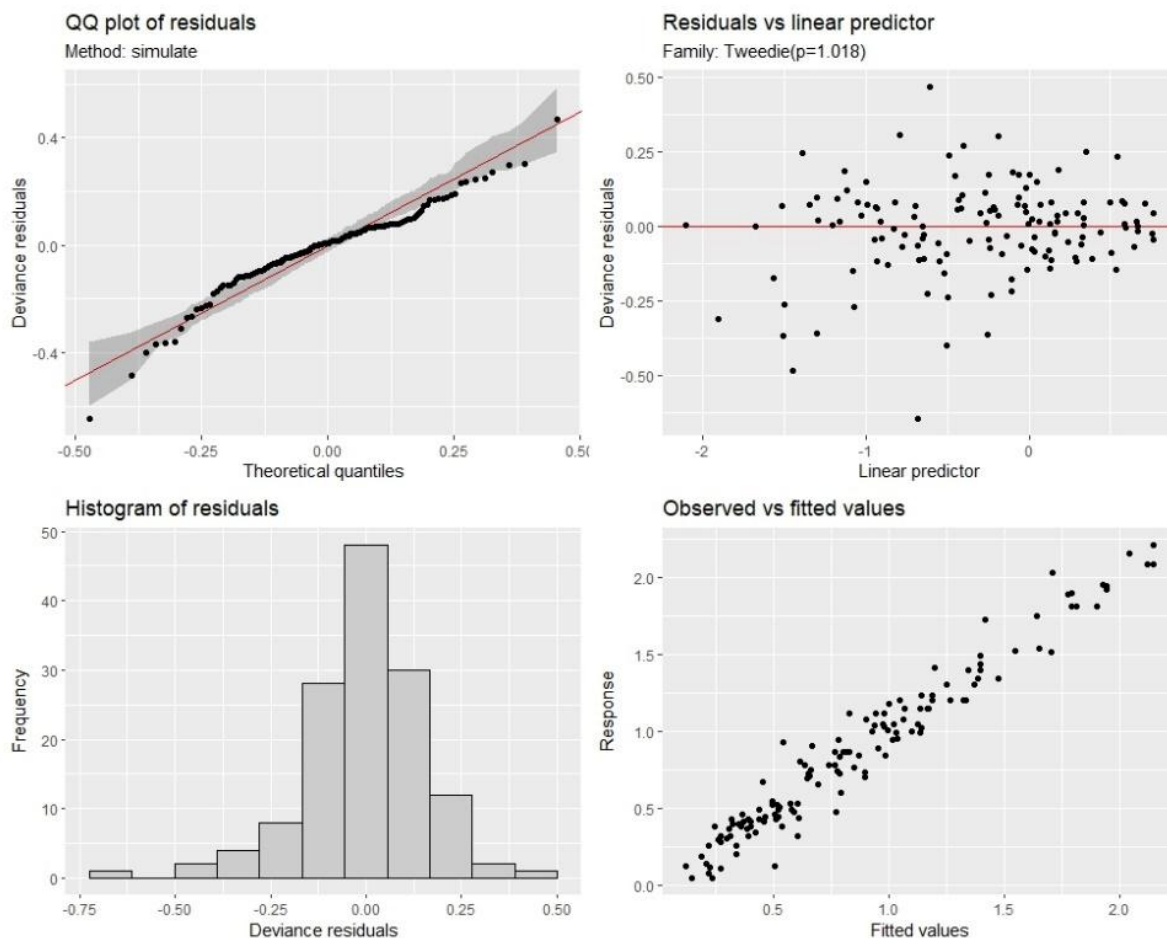 QQ plot of residuals
Method: simulate
Deviance residuals
0.4
0.0
-0.4
-0.50
-0.25
0.00
0.25
0.50
Theoretical quantiles
Residuals vs linear predictor
Family: Tweedie(p=1.018)
Deviance residuals
0.50
0.25
0.00
-0.25
-0.50
-2
-1
0
Linear predictor
Histogram of residuals
Frequency
50
40
30
20
10
0
-0.75
-0.50
-0.25
0.00
0.25
0.50
Deviance residuals
Observed vs fitted values
Response
2.0
1.5
1.0
0.5
0.0
0.5
1.0
1.5
2.0
Fitted values